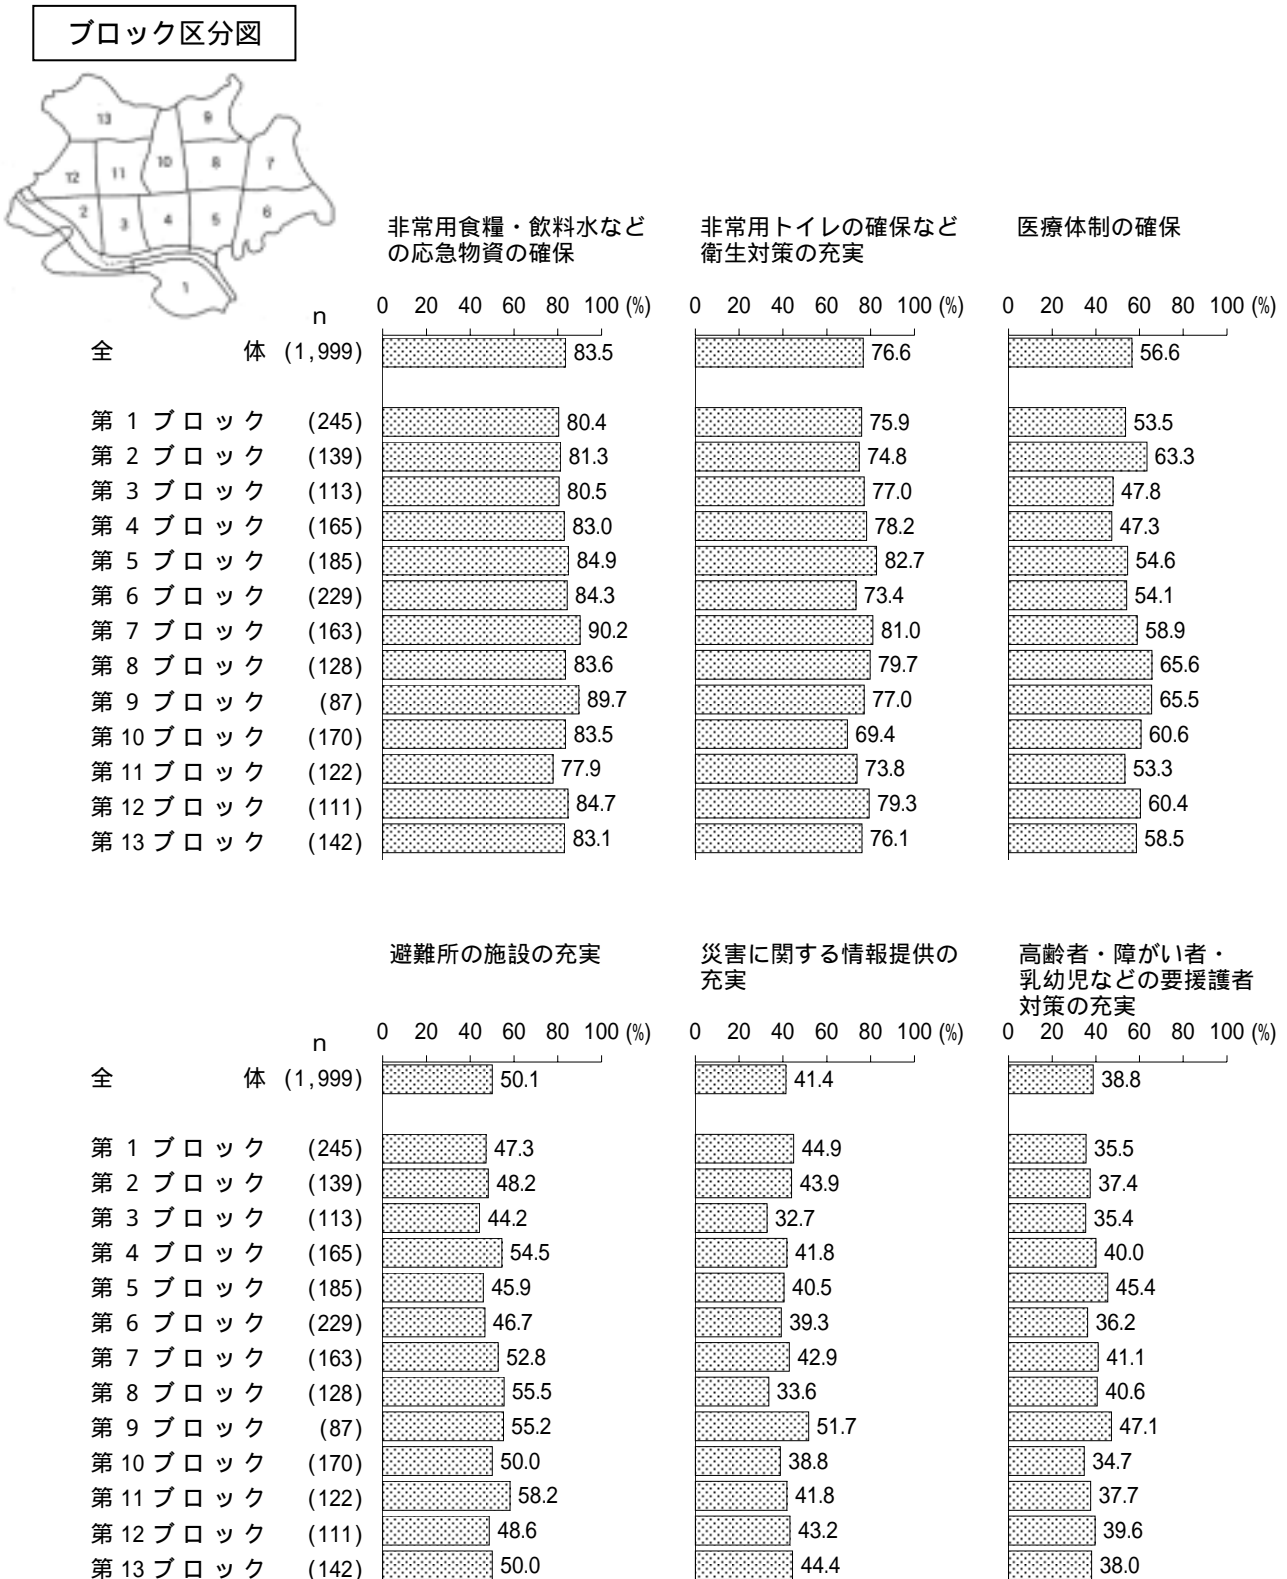 ブロック区分図
13
9
10
8
7
12
11
2
3
4
5
6
1
非常用食糧・飲料水など
の応急物資の確保
非常用トイレの確保など
衛生対策の充実
医療体制の確保
n
0 20 40 60 80 100 (%)
0 20 40 60 80 100 (%)
0 20 40 60 80 100 (%)
全体 (1,999) 83.5 76.6 56.6
第 1 ブロック (245) 80.4 75.9 53.5
第 2 ブロック (139) 81.3 74.8 63.3
第 3 ブロック (113) 80.5 77.0 47.8
第 4 ブロック (165) 83.0 78.2 47.3
第 5 ブロック (185) 84.9 82.7 54.6
第 6 ブロック (229) 84.3 73.4 54.1
第 7 ブロック (163) 90.2 81.0 58.9
第 8 ブロック (128) 83.6 79.7 65.6
第 9 ブロック (87) 89.7 77.0 65.5
第10ブロック (170) 83.5 69.4 60.6
第11ブロック (122) 77.9 73.8 53.3
第12ブロック (111) 84.7 79.3 60.4
第13ブロック (142) 83.1 76.1 58.5
避難所の施設の充実
災害に関する情報提供の
充実
高齢者・障がい者・
乳幼児などの要援護者
対策の充実
n
0 20 40 60 80 100 (%)
0 20 40 60 80 100 (%)
0 20 40 60 80 100 (%)
全体 (1,999) 50.1 41.4 38.8
第 1 ブロック (245) 47.3 44.9 35.5
第 2 ブロック (139) 48.2 43.9 37.4
第 3 ブロック (113) 44.2 32.7 35.4
第 4 ブロック (165) 54.5 41.8 40.0
第 5 ブロック (185) 45.9 40.5 45.4
第 6 ブロック (229) 46.7 39.3 36.2
第 7 ブロック (163) 52.8 42.9 41.1
第 8 ブロック (128) 55.5 33.6 40.6
第 9 ブロック (87) 55.2 51.7 47.1
第10ブロック (170) 50.0 38.8 34.7
第11ブロック (122) 58.2 41.8 37.7
第12ブロック (111) 48.6 43.2 39.6
第13ブロック (142) 50.0 44.4 38.0